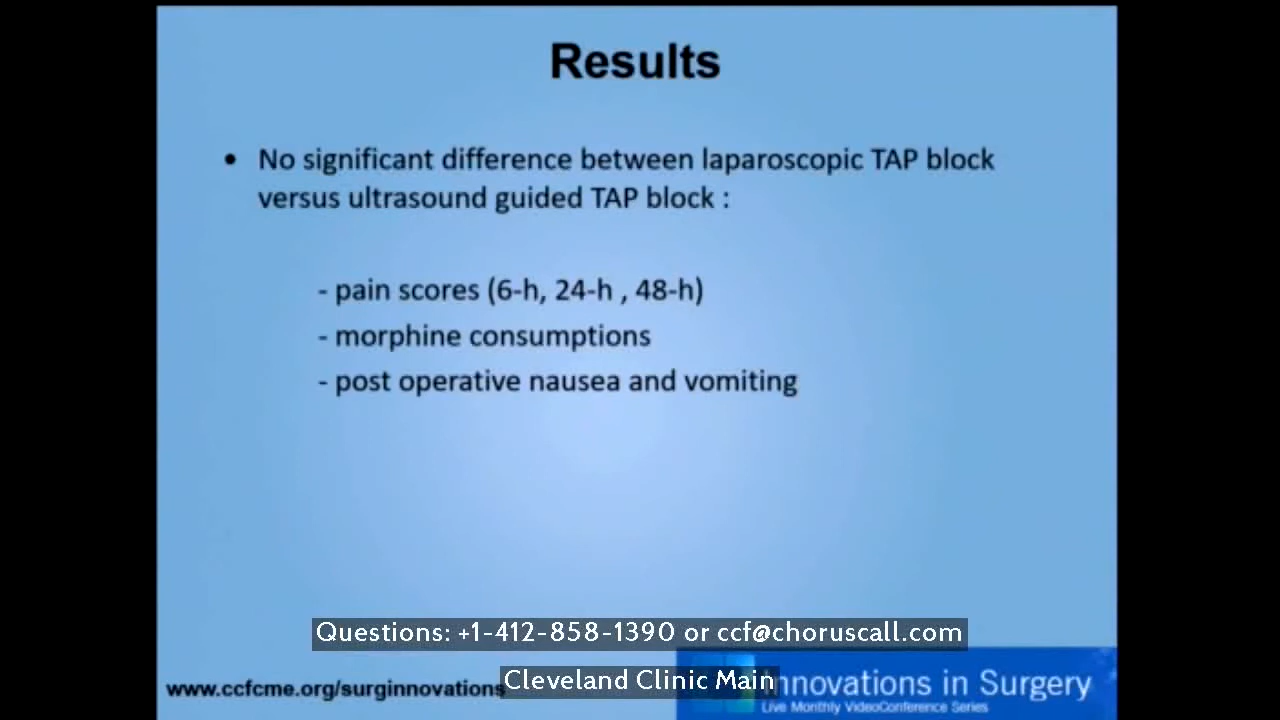 Results
• No significant difference between laparoscopic TAP block
versus ultrasound guided TAP block :
- pain scores (6-h, 24-h , 48-h)
- morphine consumptions
- post operative nausea and vomiting
Questions: +1-412-858-1390 or ccf@choruscall.com
www.ccfcme.org/surginnovations
Cleveland Clinic Main
Innovations in Surgery
Live Monthly VideoConference Series